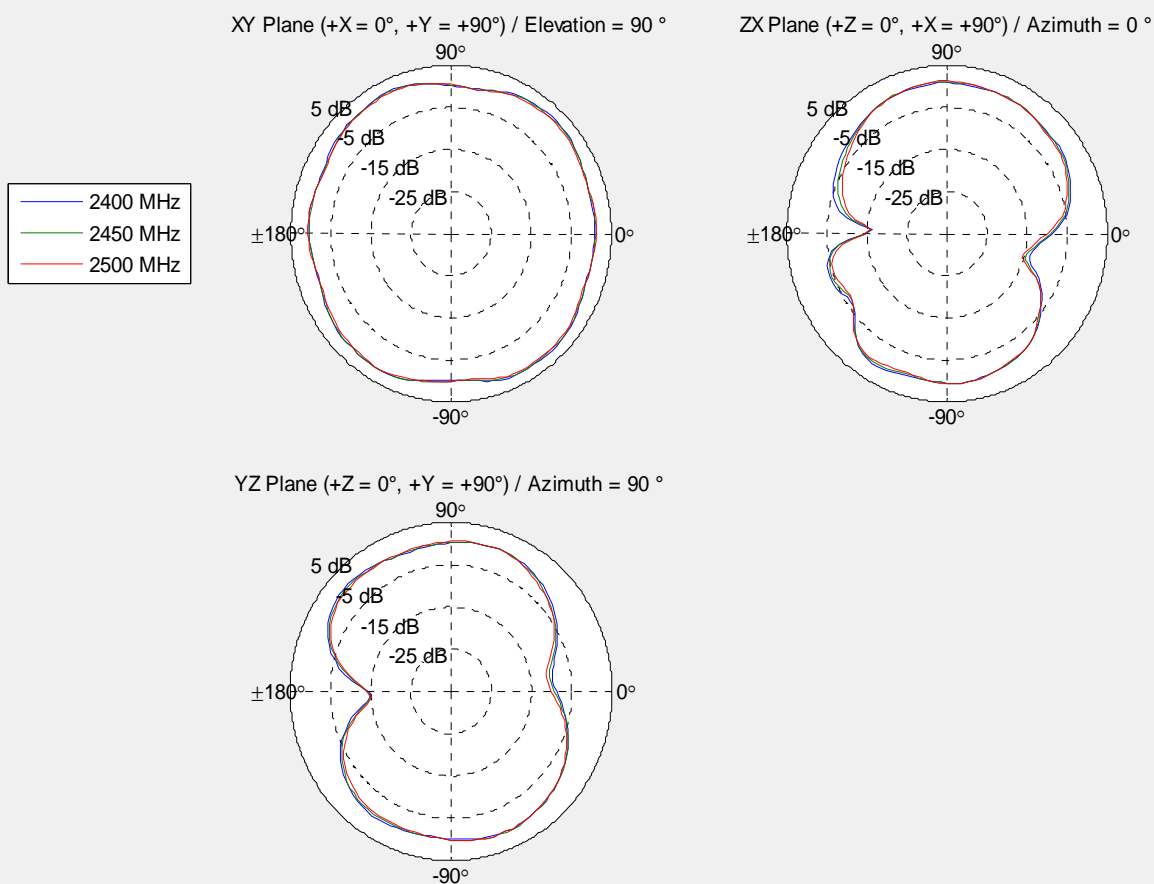 XY Plane (+X = 0°, +Y = +90°) / Elevation = 90 °
90°
5 dB
-5 dB
-15 dB
-25 dB
±180°
0°
-90°
ZX Plane (+Z = 0°, +X = +90°) / Azimuth = 0 °
90°
5 dB
-5 dB
-15 dB
-25 dB
±180°
0°
-90°
2400 MHz
2450 MHz
2500 MHz
YZ Plane (+Z = 0°, +Y = +90°) / Azimuth = 90 °
90°
5 dB
-5 dB
-15 dB
-25 dB
±180°
0°
-90°